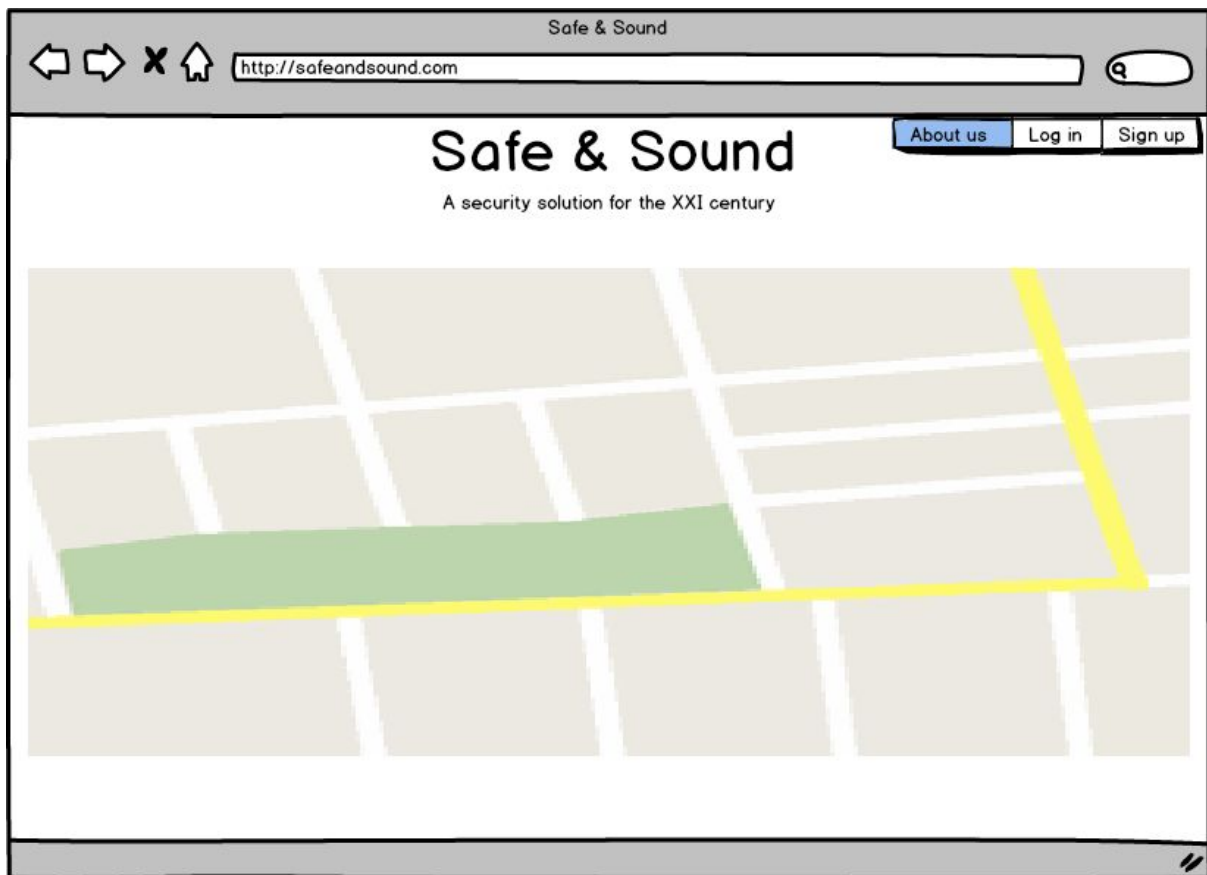 Safe & Sound
http://safeandsound.com
Safe & Sound
About us Log in Sign up
A security solution for the XXI century